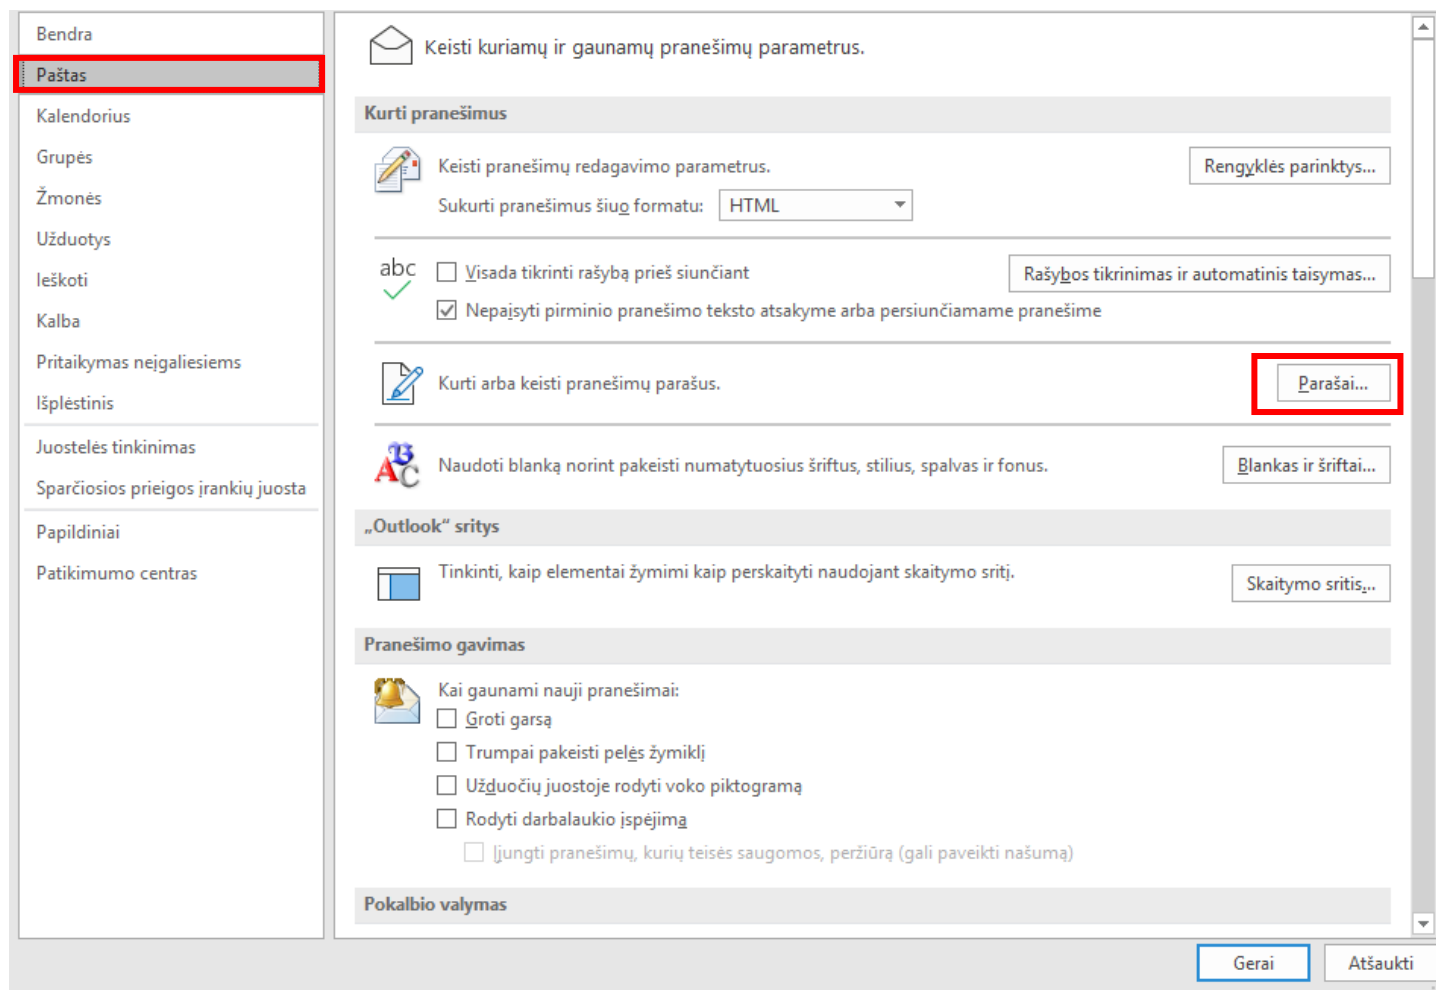 Bendra
Paštas
Kalendorius
Grupės
Žmonės
Užduotys
Ieškoti
Kalba
Pritaikymas neįgaliesiems
Išplėstinis
Juostelės tinkinimas
Sparčiosios prieigos įrankių juosta
Papildiniai
Patikimumo centras
Keisti kuriamų ir gaunamų pranešimų parametrus.
Kurti pranešimus
Keisti pranešimų redagavimo parametrus.
Rengyklės parinktys...
Sukurti pranešimus šiuo formatu: HTML
abc
Visada tikrinti rašybą prieš siunčiant
Rašybos tikrinimas ir automatinis taisymas...
Nepaisyti pirminio pranešimo teksto atsakyme arba persiunčiamame pranešime
Kurti arba keisti pranešimų parašus.
Parašai...
ABC
Naudoti blanką norint pakeisti numatytuosius šriftus, stilius, spalvas ir fonus.
Blankas ir šriftai...
„Outlook“ sritys
Tinkinti, kaip elementai žymimi kaip perskaityti naudojant skaitymo sritį.
Skaitymo sritis...
Pranešimo gavimas
Kai gaunami nauji pranešimai:
Groti garsą
Trumpai pakeisti pelės žymiklį
Užduočių juostoje rodyti voko piktogramą
Rodyti darbalaukio įspėjimą
Įjungti pranešimų, kurių teisės saugomos, peržiūrą (gali paveikti našumą)
Pokalbio valymas
Gerai
Atšaukti